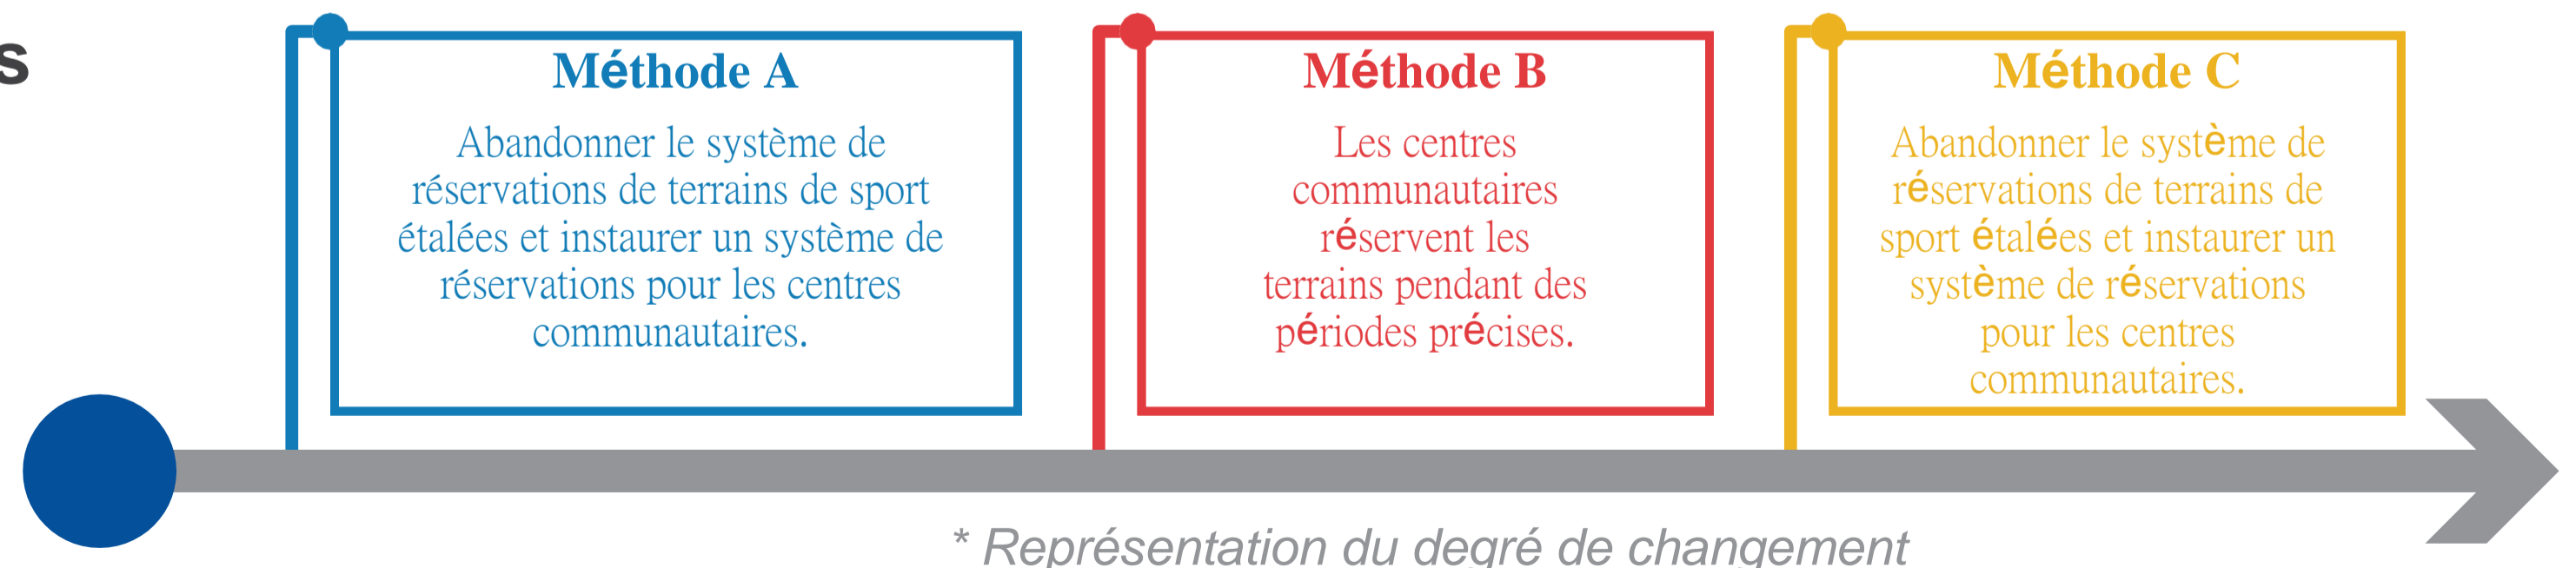 s
Méthode A
Abandonner le système de
réservations de terrains de sport
étalées et instaurer un système de
réservations pour les centres
communautaires.
Méthode B
Les centres
communautaires
réservent les
terrains pendant des
périodes précises.
Méthode C
Abandonner le système de
réservations de terrains de
sport étalées et instaurer un
système de réservations
pour les centres
communautaires.
* Représentation du degré de changement